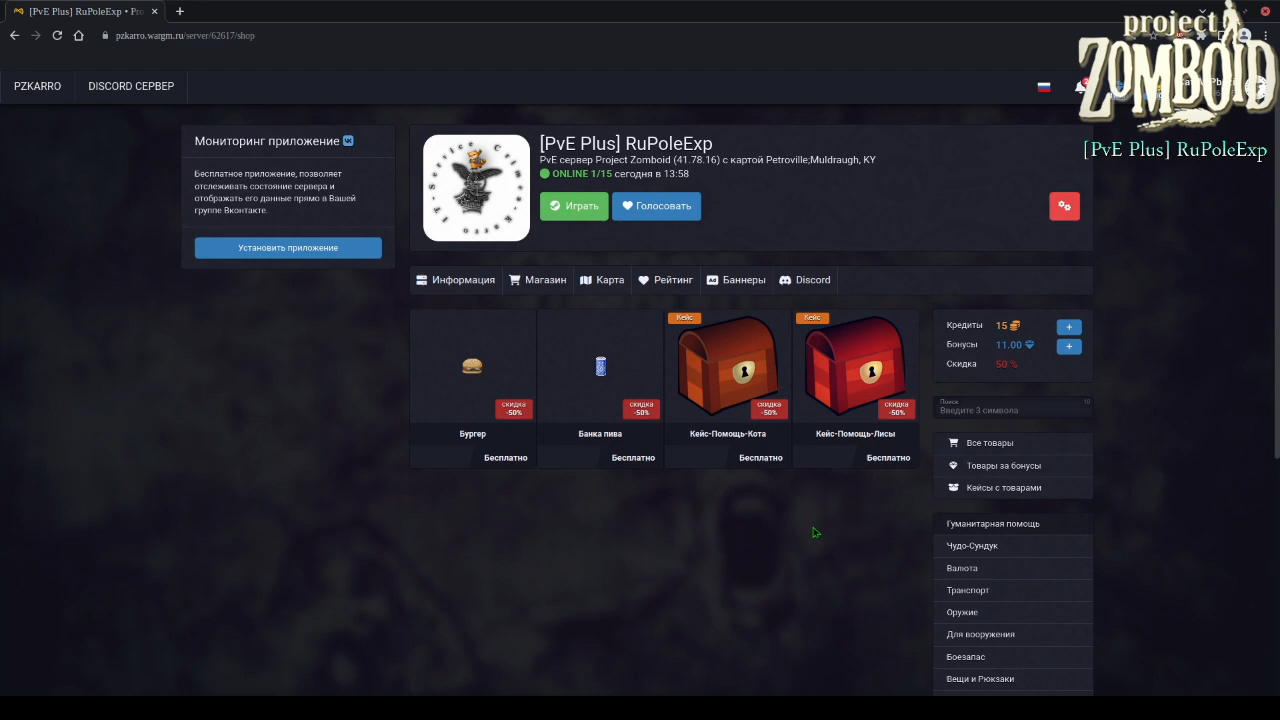 [PvE Plus] RuPoleExp • Pro
pzkarro.wargm.ru/server/62617/shop
project
ZOMBOID
[PvE Plus] RuPoleExp
PZKARRO
DISCORD СЕРВЕР
Мониторинг приложение
Бесплатное приложение, позволяет
отслеживать состояние сервера и
отображать его данные прямо в Вашей
группе Вконтакте.
Установить приложение
[PvE Plus] RuPoleExp
PvE сервер Project Zomboid (41.78.16) с картой Petroville;Muldraugh, KY
ONLINE 1/15 сегодня в 13:58
Играть
Голосовать
Информация
Магазин
Карта
Рейтинг
Баннеры
Discord
скидка
-50%
Бургер
Бесплатно
скидка
-50%
Банка пива
Бесплатно
Кейс
скидка
-50%
Кейс-Помощь-Кота
Бесплатно
Кейс
скидка
-50%
Кейс-Помощь-Лисы
Бесплатно
Кредиты 15
+
Бонусы 11.00
+
Скидка 50 %
Поиск
10
Введите 3 символа
Все товары
Товары за бонусы
Кейсы с товарами
Гуманитарная помощь
Чудо-Сундук
Валюта
Транспорт
Оружие
Для вооружения
Боезапас
Вещи и Рюкзаки